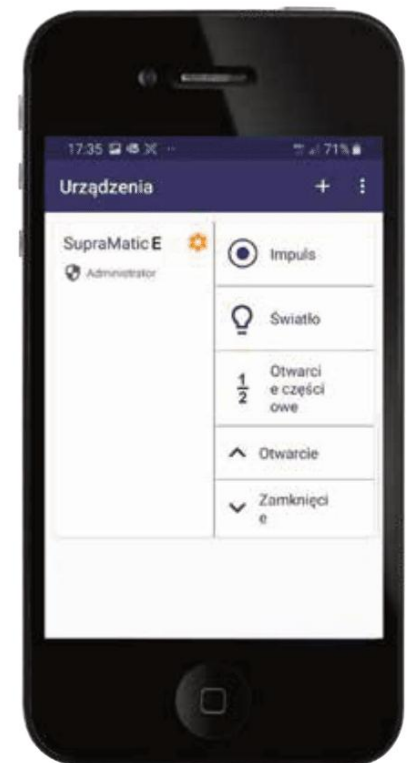 17:35
71%
Urządzenia
SupraMatic E
Administrator
Impuls
Światło
1
2
Otwarci
e części
owe
Otwarcie
Zamknięci
e